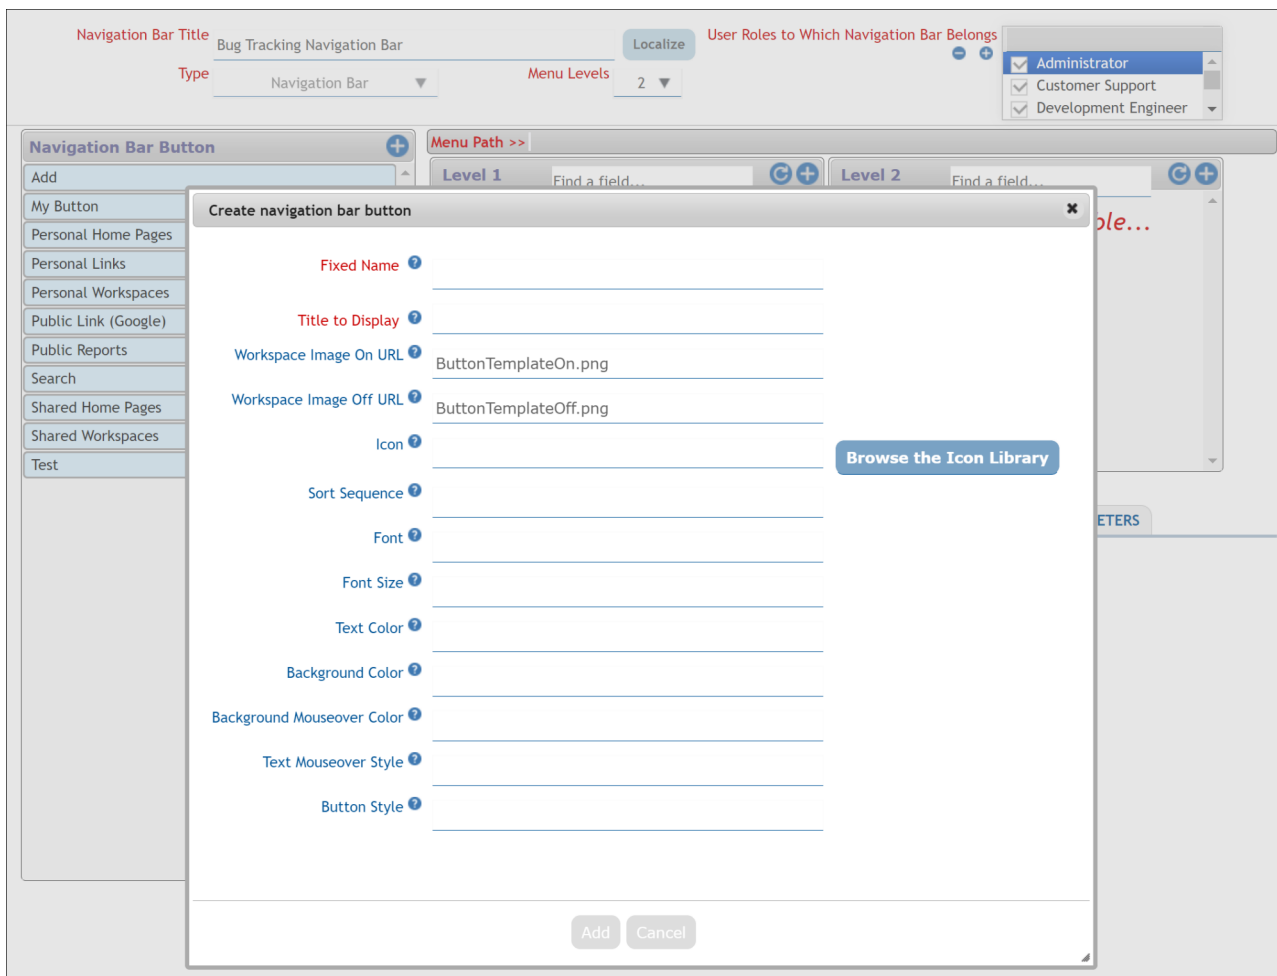 Navigation Bar Title
Bug Tracking Navigation Bar
Localize
User Roles to Which Navigation Bar Belongs
Administrator
Customer Support
Development Engineer
Type
Navigation Bar
Menu Levels
2
Navigation Bar Button
Add
My Button
Personal Home Pages
Personal Links
Personal Workspaces
Public Link (Google)
Public Reports
Search
Shared Home Pages
Shared Workspaces
Test
Menu Path >>
Level 1
Find a field...
Level 2
Find a field...
ple...
ETERS
Create navigation bar button
Fixed Name
Title to Display
Workspace Image On URL
ButtonTemplateOn.png
Workspace Image Off URL
ButtonTemplateOff.png
Icon
Browse the Icon Library
Sort Sequence
Font
Font Size
Text Color
Background Color
Background Mouseover Color
Text Mouseover Style
Button Style
Add
Cancel